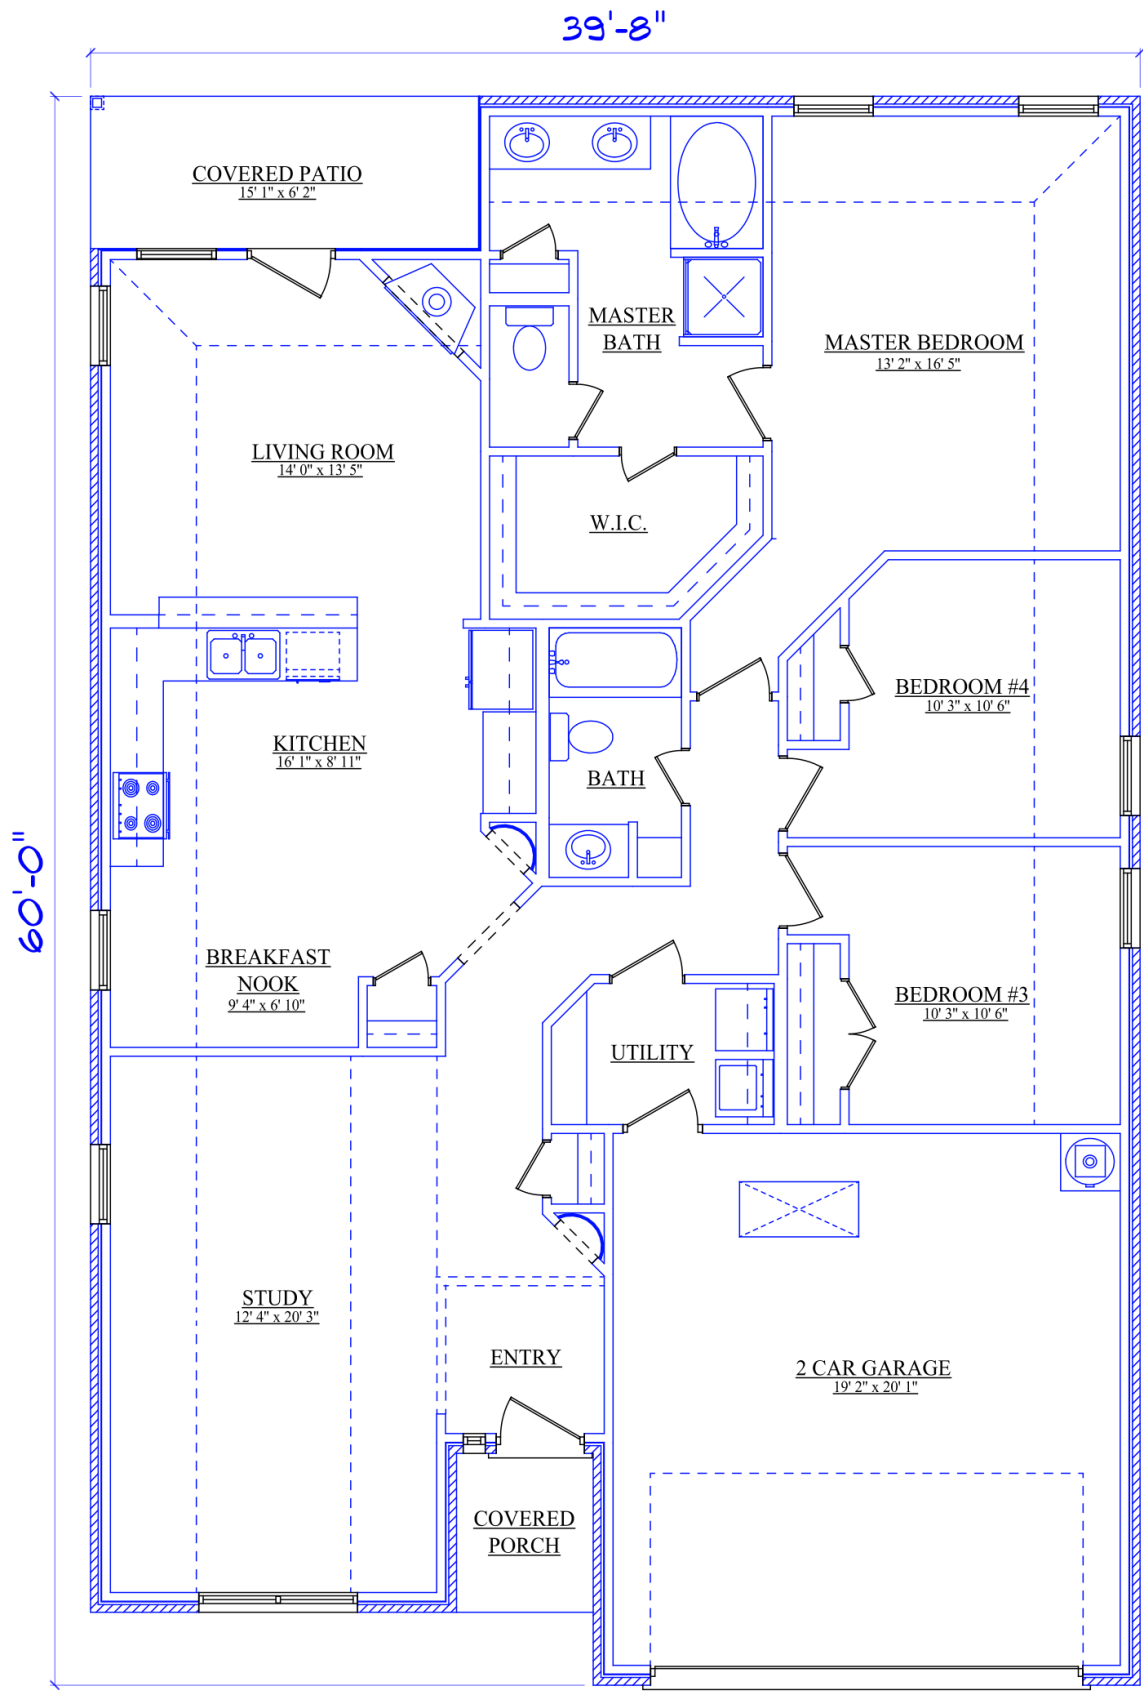 39'-8"
COVERED PATIO
15' 1" x 6' 2"
MASTER
BATH
MASTER BEDROOM
13' 2" x 16' 5"
LIVING ROOM
14' 0" x 13' 5"
W.I.C.
BEDROOM #4
10' 3" x 10' 6"
KITCHEN
16' 1" x 8' 11"
BATH
60'-0"
BREAKFAST
NOOK
9' 4" x 6' 10"
BEDROOM #3
10' 3" x 10' 6"
UTILITY
STUDY
12' 4" x 20' 3"
ENTRY
2 CAR GARAGE
19' 2" x 20' 1"
COVERED
PORCH